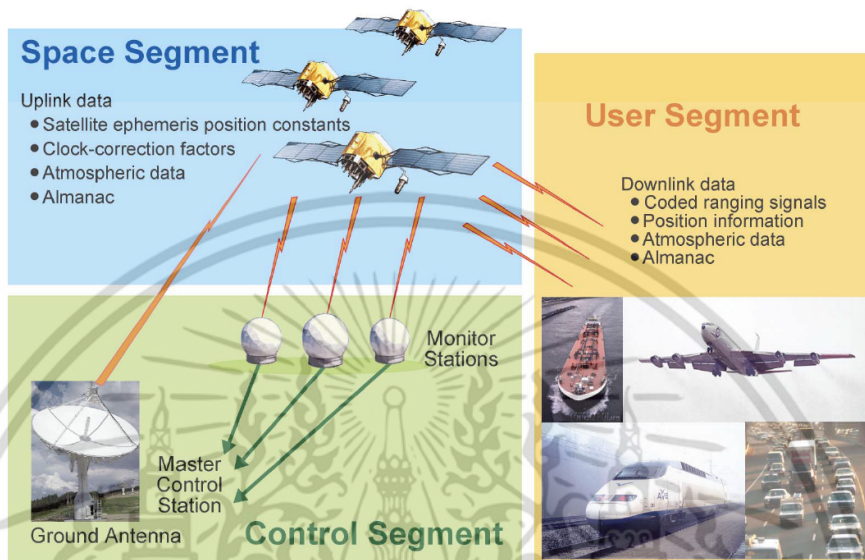 Space Segment
Uplink data
● Satellite ephemeris position constants
● Clock-correction factors
● Atmospheric data
● Almanac
User Segment
Downlink data
● Coded ranging signals
● Position information
● Atmospheric data
● Almanac
Monitor
Stations
Master
Control
Station
Ground Antenna
Control Segment